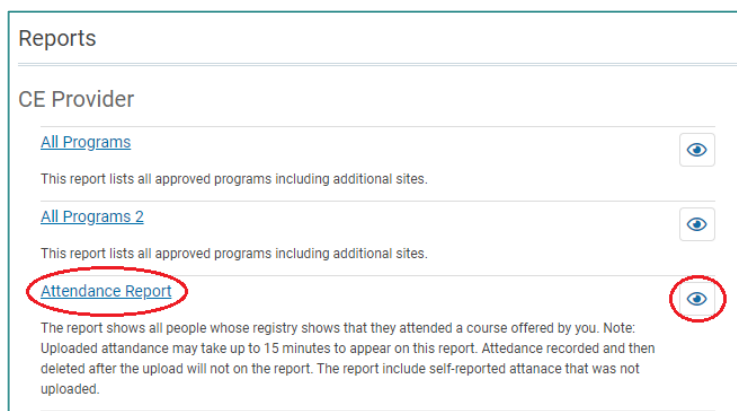 Reports
CE Provider
All Programs
This report lists all approved programs including additional sites.
All Programs 2
This report lists all approved programs including additional sites.
Attendance Report
The report shows all people whose registry shows that they attended a course offered by you. Note:
Uploaded attandance may take up to 15 minutes to appear on this report. Attedance recorded and then
deleted after the upload will not on the report. The report include self-reported attanace that was not
uploaded.